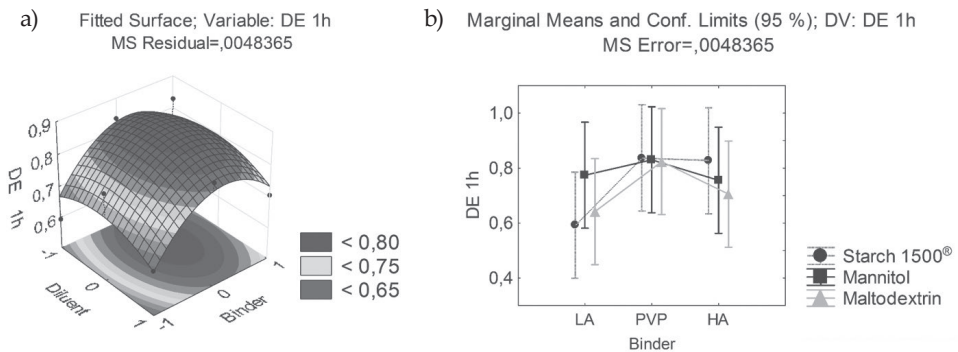 a)
Fitted Surface; Variable: DE 1h
MS Residual=,0048365
0,9
0,8
0,7
0,6
DE 1h
-1
0
1
Diluent
-1
0
1
Binder
< 0,80
< 0,75
< 0,65
b)
Marginal Means and Conf. Limits (95 %); DV: DE 1h
MS Error=,0048365
1,0
0,8
0,6
0,4
DE 1h
LA PVP HA
Binder
Starch 1500®
Mannitol
Maltodextrin